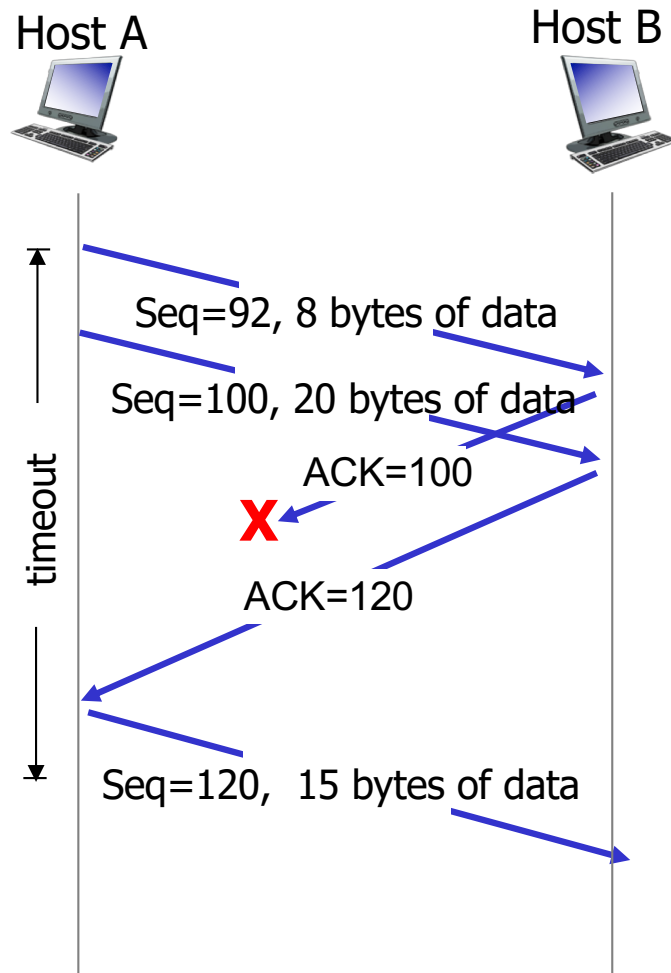 Host A
Host B
Seq=92, 8 bytes of data
Seq=100, 20 bytes of data
ACK=100
X
timeout
ACK=120
Seq=120, 15 bytes of data